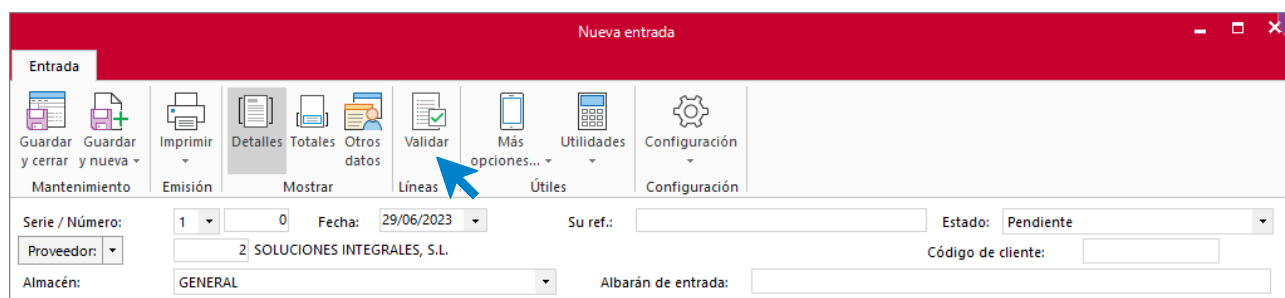 Nueva entrada
Entrada
Guardar y cerrar
Guardar y nueva
Imprimir
Detalles
Totales
Otros datos
Validar
Más opciones...
Utilidades
Configuración
Mantenimiento
Emisión
Mostrar
Líneas
Útiles
Configuración
Serie / Número: 1 0 Fecha: 29/06/2023 Su ref.: Estado: Pendiente
Proveedor: 2 SOLUCIONES INTEGRALES, S.L. Código de cliente:
Almacén: GENERAL Albarán de entrada: